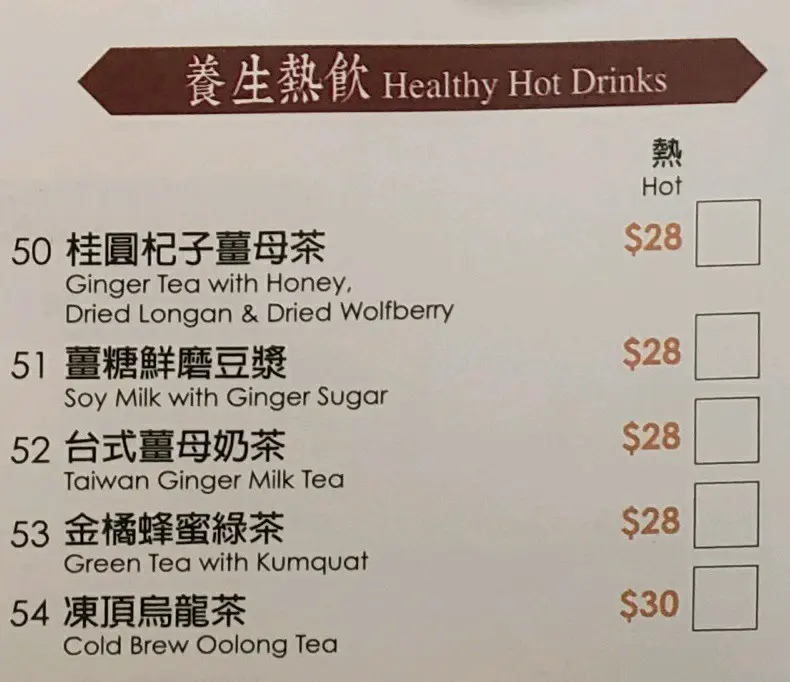 養生熱飲 Healthy Hot Drinks
熱
Hot
50 桂圓杞子薑母茶 $28
Ginger Tea with Honey,
Dried Longan & Dried Wolfberry
51 薑糖鮮磨豆漿 $28
Soy Milk with Ginger Sugar
52 台式薑母奶茶 $28
Taiwan Ginger Milk Tea
53 金橘蜂蜜綠茶 $28
Green Tea with Kumquat
54 凍頂烏龍茶 $30
Cold Brew Oolong Tea